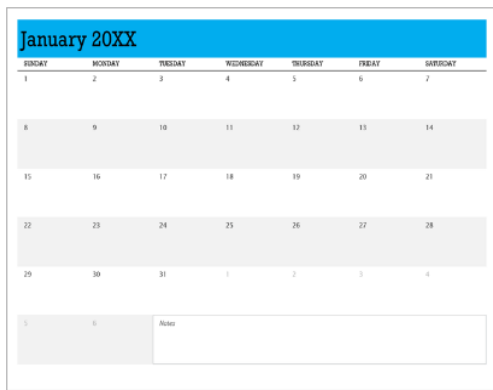 January 20XX
SUNDAY MONDAY TUESDAY WEDNESDAY THURSDAY FRIDAY SATURDAY
1 2 3 4 5 6 7
8 9 10 11 12 13 14
15 16 17 18 19 20 21
22 23 24 25 26 27 28
29 30 31 1 2 3 4
5 6 Notes